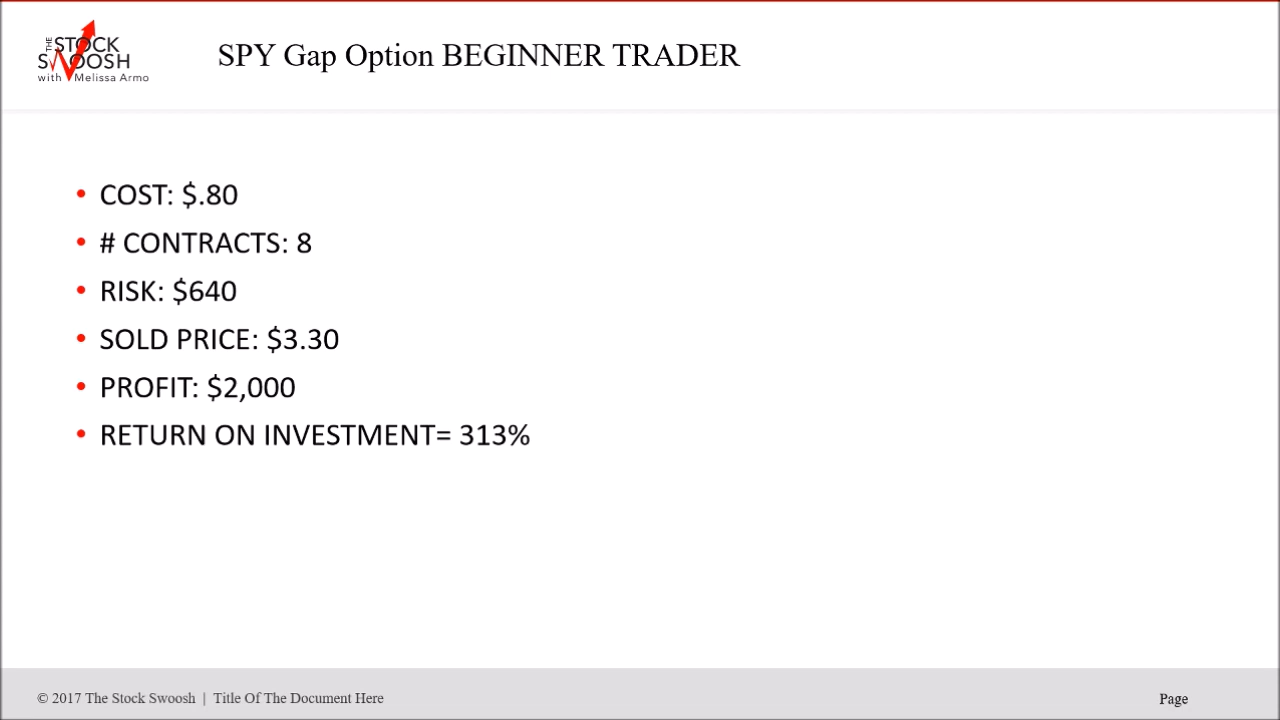 THE
STOCK
SWOOSH
with Melissa Armo
SPY Gap Option BEGINNER TRADER
• COST: $.80
• # CONTRACTS: 8
• RISK: $640
• SOLD PRICE: $3.30
• PROFIT: $2,000
• RETURN ON INVESTMENT= 313%
© 2017 The Stock Swoosh | Title Of The Document Here
Page